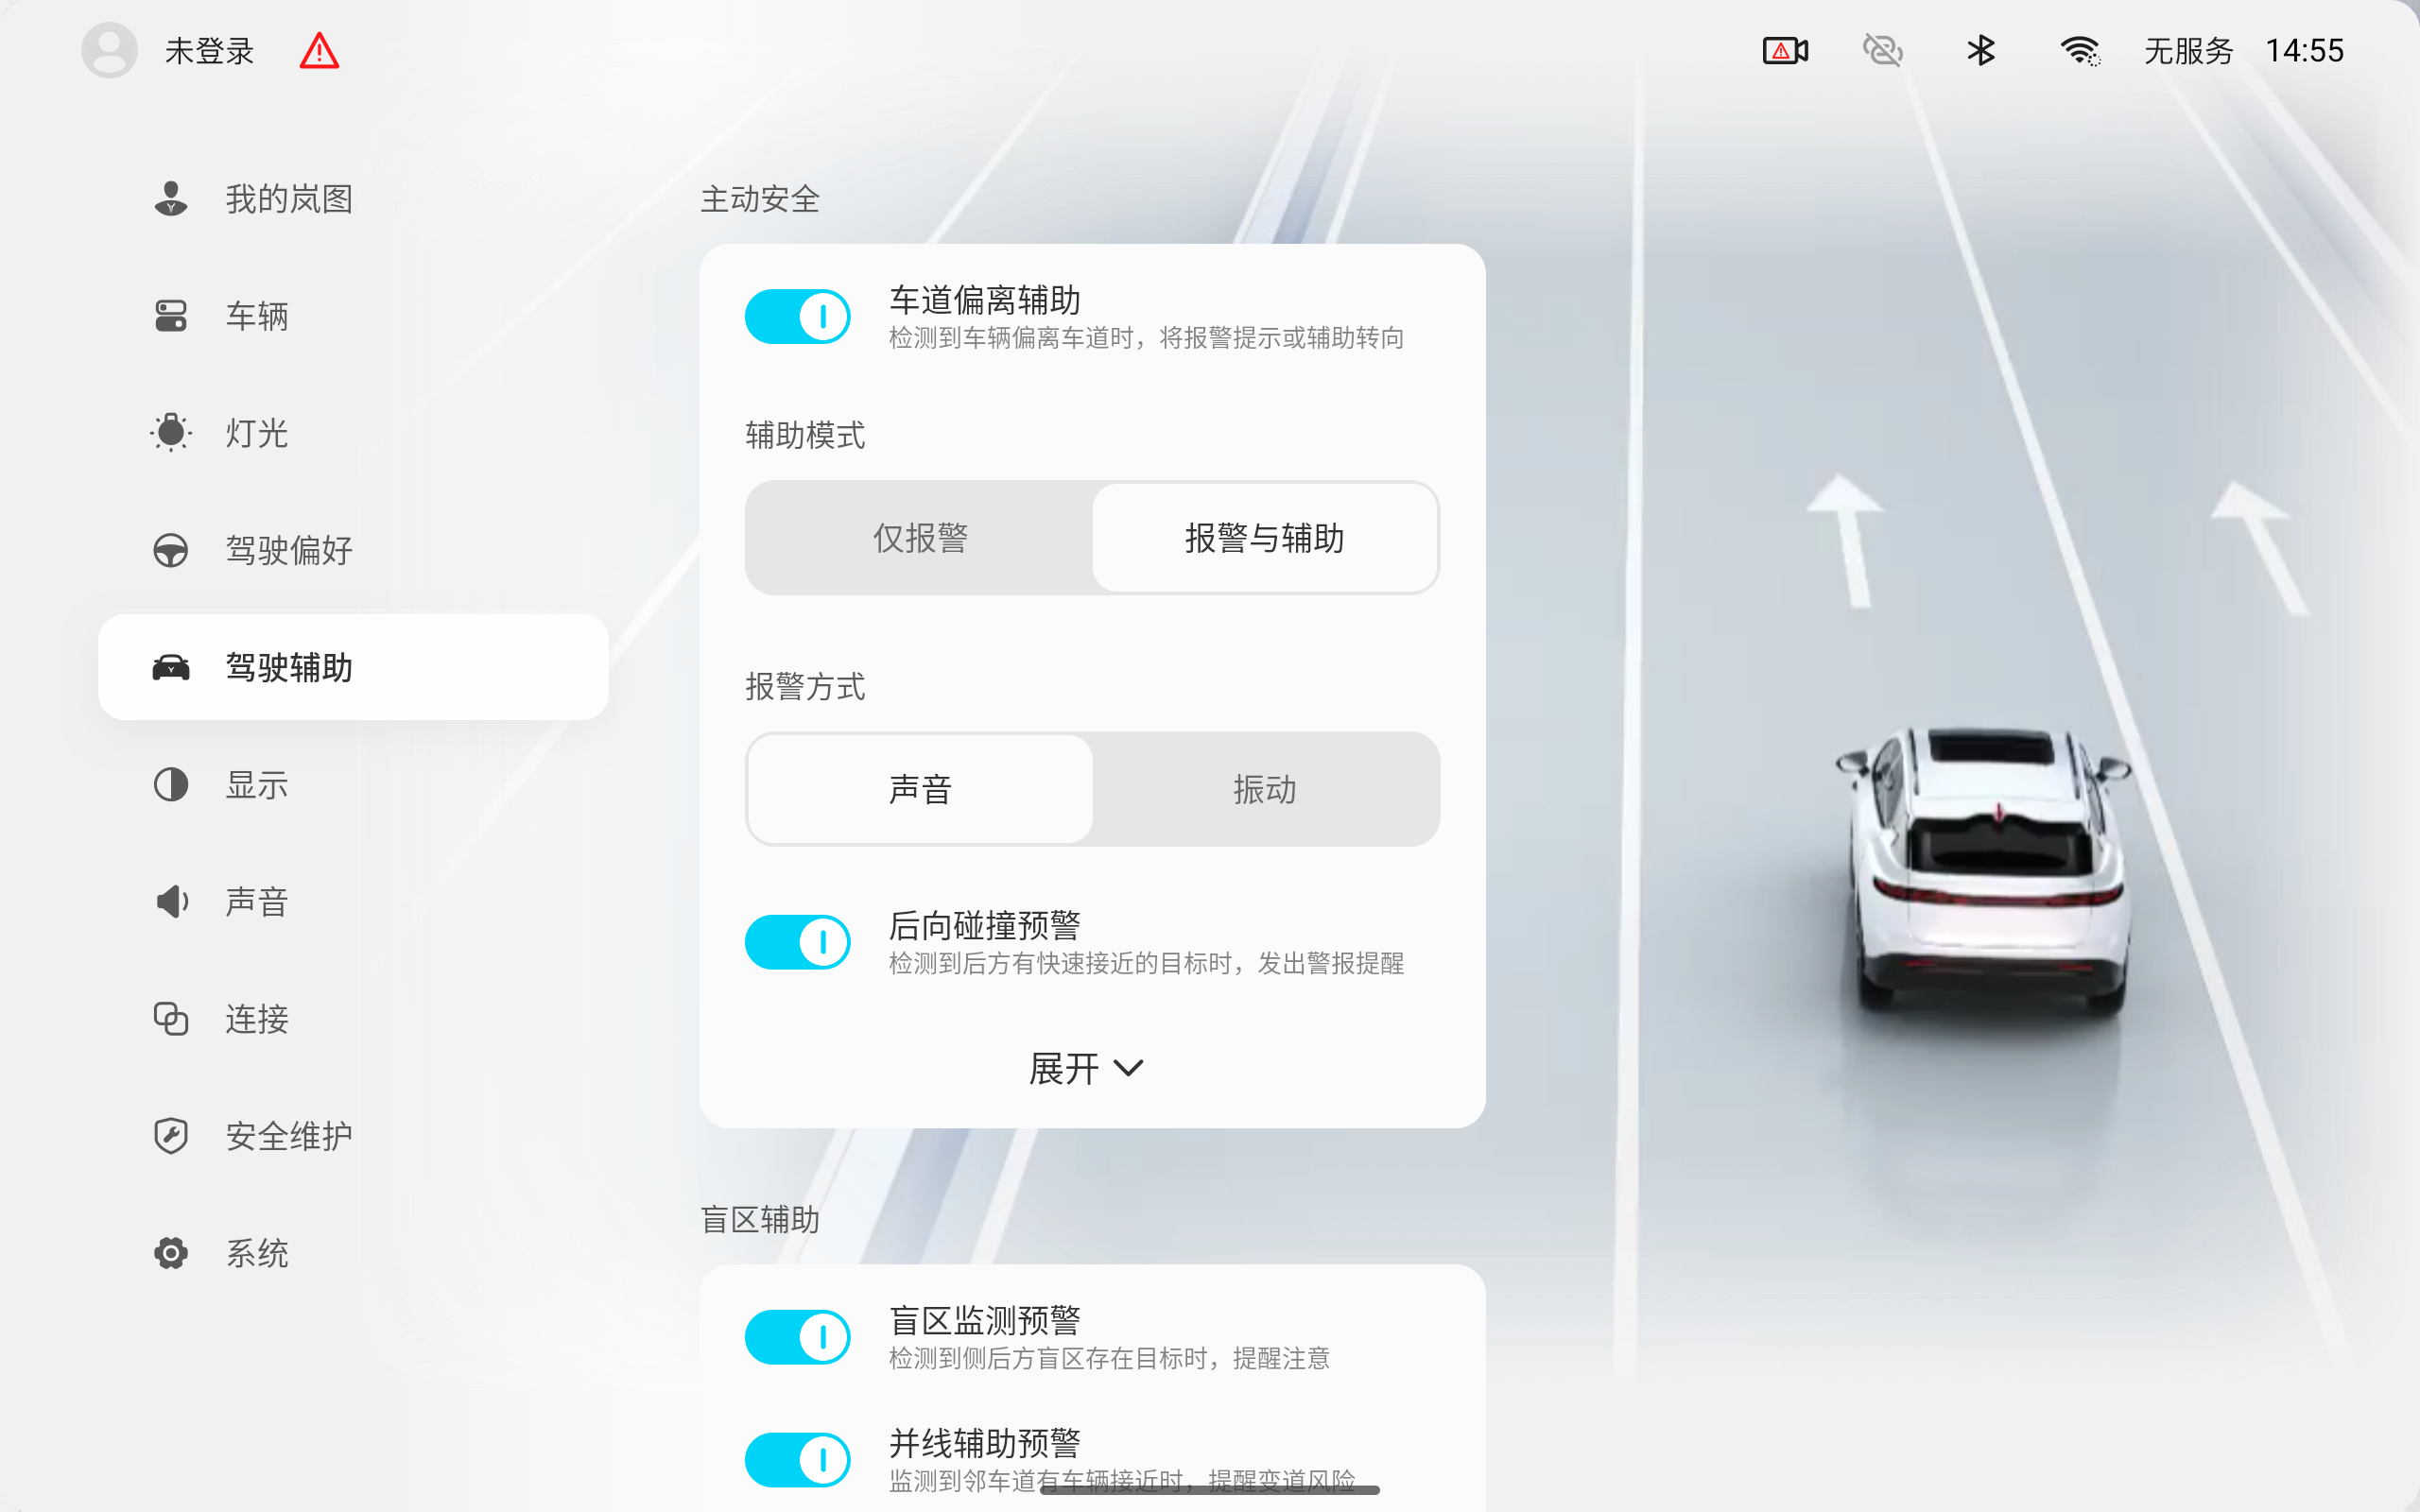 未登录
无服务 14:55
我的岚图
车辆
灯光
驾驶偏好
驾驶辅助
显示
声音
连接
安全维护
系统
主动安全
车道偏离辅助
检测到车辆偏离车道时，将报警提示或辅助转向
辅助模式
仅报警 报警与辅助
报警方式
声音 振动
后向碰撞预警
检测到后方有快速接近的目标时，发出警报提醒
展开
盲区辅助
盲区监测预警
检测到侧后方盲区存在目标时，提醒注意
并线辅助预警
监测到邻车道有车辆接近时，提醒变道风险